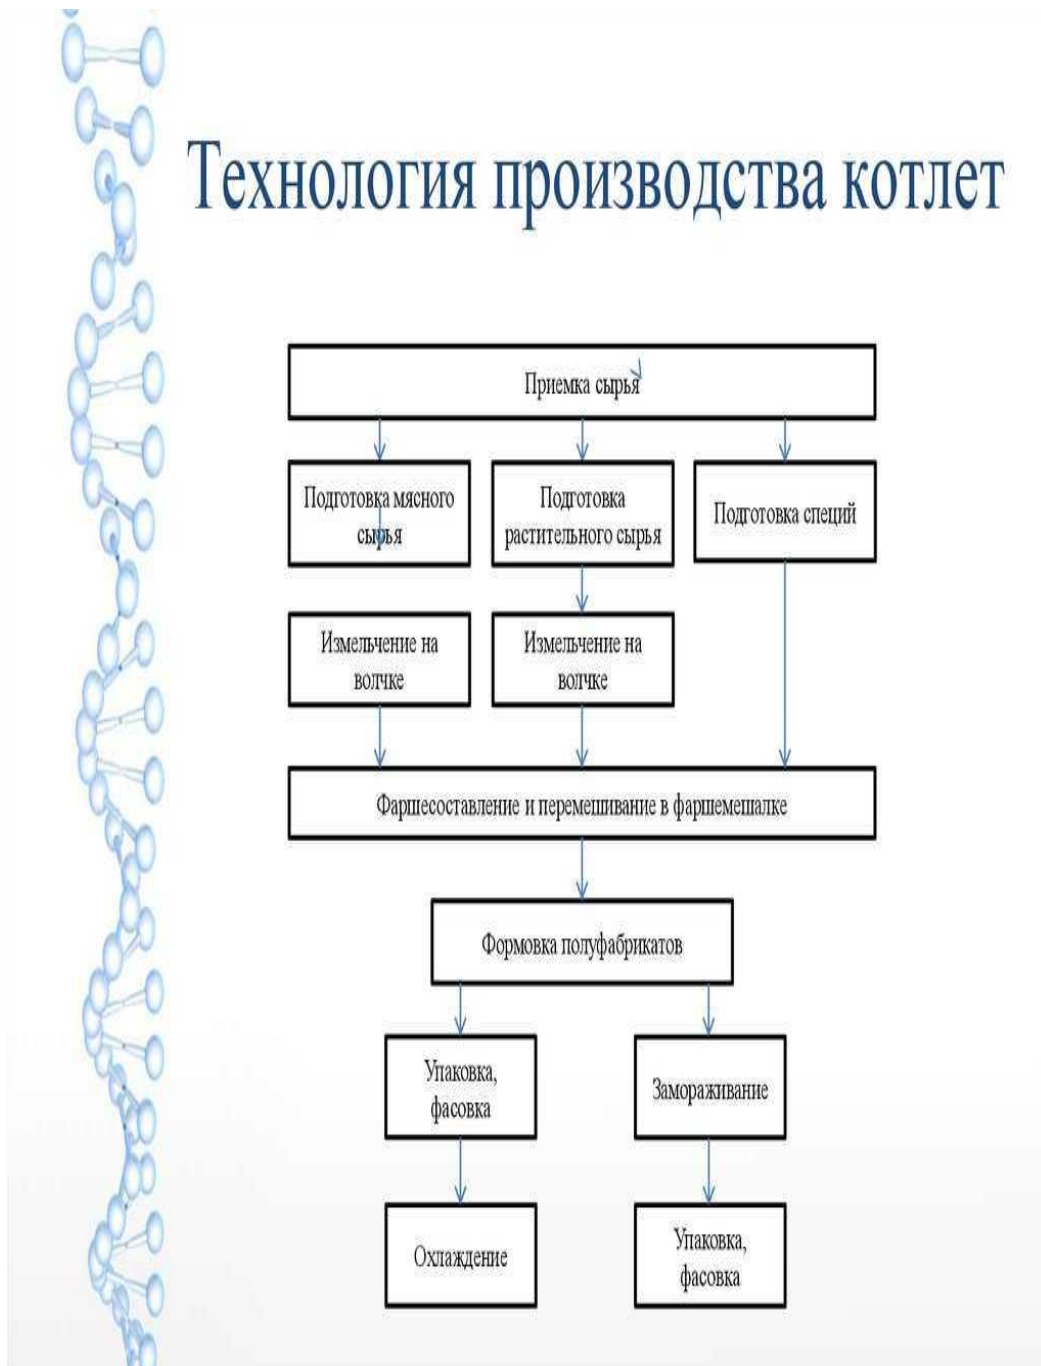 Технология производства котлет
Приемка сырья
Подготовка мясного
сырья
Подготовка
растительного сырья
Подготовка специй
Измельчение на
волчке
Измельчение на
волчке
Фаршесоставление и перемешивание в фаршемешалке
Формовка полуфабрикатов
Упаковка,
фасовка
Замораживание
Охлаждение
Упаковка,
фасовка